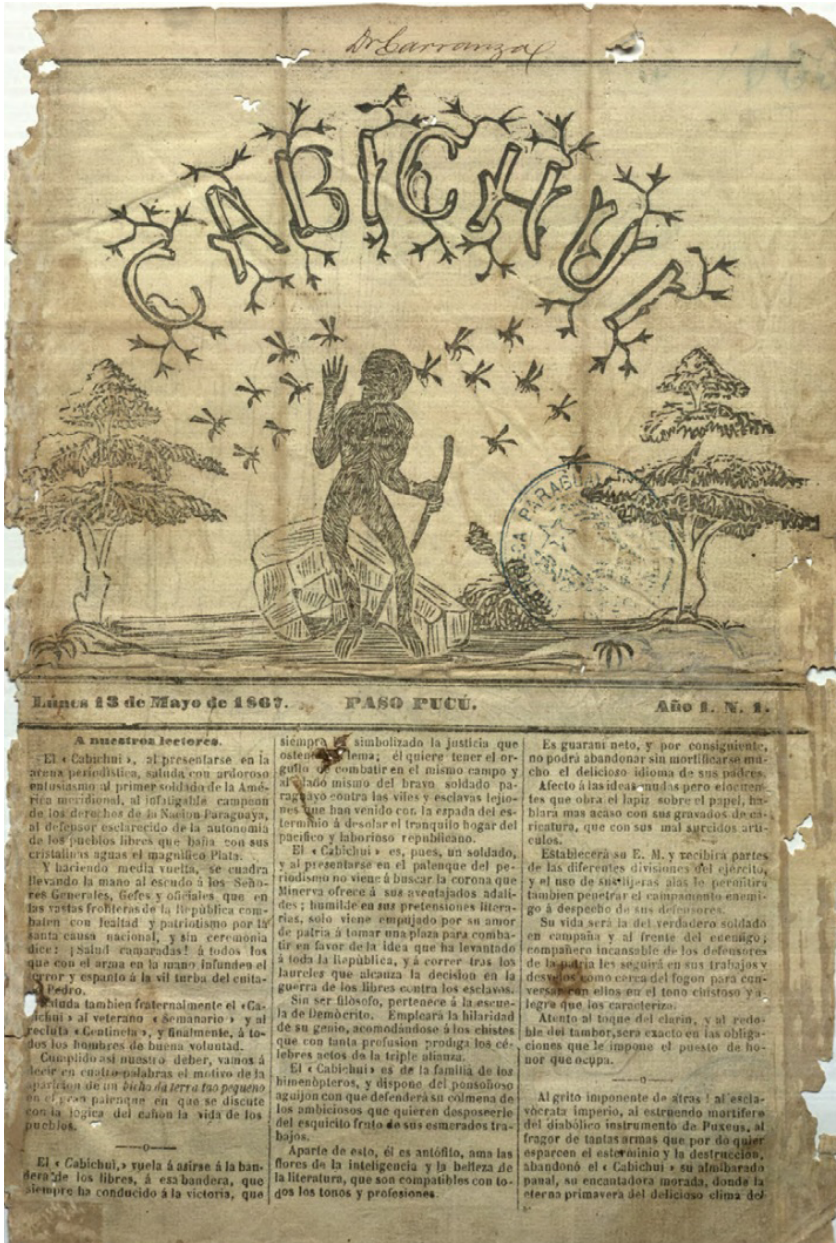 Dr Carranza
CABICHUI
Lúnes 13 de Mayo de 1867.
PASO PUCÚ.
Año 1. N. 1.
A nuestros lectores.
El « Cabichui », al presentarse en la
arena periodística, saluda con ardoroso
entusiasmo al primer soldado de la Amé-
rica meridional, al infatigable campeon
de los derechos de la Nacion Paraguaya,
al defensor esclarecido de la autonomia
de los pueblos libres que baña con sus
cristalinas aguas el magnífico Plata.
Y haciendo media vuelta, se cuadra
llevando la mano al escudo á los Seño-
res Generales, Gefes y oficiales que en
las vastas fronteras de la República com-
baten con lealtad y patriotismo por la
santa causa nacional, y sin ceremonia
dice: ¡Salud camaradas! á todos los
que con el arma en la mano infunden el
terror y espanto á la vil turba del cuita-
do Pedro.
Saluda tambien fraternalmente el «Ca-
bichui» al veterano « Semanario » y al
recluta «Centinela», y finalmente, á to-
dos los hombres de buena voluntad.
Cumplido asi nuestro deber, vamos á
decir en cuatro palabras el motivo de la
aparicion de un bicho da terra tao pequeno
en el gran palenque en que se discute
con la lógica del cañon la vida de los
pueblos.
El « Cabichui,» vuela á asirse á la ban-
dera de los libres, á esa bandera, que
siempre ha conducido á la victoria, que
siempre simbolizado la justicia que
lema; él quiere tener el or-
gullo de combatir en el mismo campo y
al lado mismo del bravo soldado pa-
raguayo contra las viles y esclavas lejio-
nes que han venido con la espada del es-
terminio á desolar el tranquilo hogar del
pacífico y laborioso republicano.
El « Cabichui » es, pues, un soldado,
y al presentarse en el palenque del pe-
riodismo no viene á buscar la corona que
Minerva ofrece á sus aventajados adali-
des; humilde en sus pretensiones litera-
rias, solo viene empujado por su amor
de patria á tomar una plaza para comba-
tir en favor de la idea que ha levantado
á toda la República, y á correr tras los
laureles que alcanza la decision en la
guerra de los libres contra los esclavos.
Sin ser filósofo, pertenece á la escue-
la de Demócrito. Empleará la hilaridad
de su genio, acomodándose á los chistes
que con tanta profusion prodiga los cé-
lebres actos de la triple alianza.
El « Cabichui » es de la familia de los
himenópteros, y dispone del ponsoñoso
aguijon con que defenderá su colmena de
los ambiciosos que quieren desposeerle
del esquicito fruto de sus esmerados tra-
bajos.
Aparte de esto, él es antófilo, ama las
flores de la inteligencia y la belleza de
la literatura, que son compatibles con to-
dos los tonos y profesiones.
Es guarani neto, y por consiguiente,
no podrá abandonar sin mortificarse mu-
cho el delicioso idioma de sus padres.
Afecto á las ideas mudas pero elocuen-
tes que obra el lapiz sobre el papel, ha-
blara mas acaso con sus gravados de ca-
ricatura, que con sus mal surcidos artí-
culos.
Establecerá su E. M. y recibirá partes
de las diferentes divisiones del ejército,
y el uso de sus lijeras alas le permitirá
tambien penetrar el campamento enemi-
go á despecho de sus defensores.
Su vida será la del verdadero soldado
en campaña y al frente del enemigo;
compañero incansable de los defensores
de la patria les seguirá en sus trabajos y
desvelos como cerca del fogon para con-
versar con ellos en el tono chistoso y a-
legre que los caracteriza.
Atento al toque del clarin, y al redo-
ble del tambor, sera exacto en las obliga-
ciones que le impone el puesto de ho-
nor que ocupa.
Al grito imponente de atras! al escla-
vócrata imperio, al estruendo mortífero
del diabólico instrumento de Puxeus, al
fragor de tantas armas que por do quier
esparcen el esterminio y la destruccion,
abandonó el « Cabichui » su almibarado
panal, su encantadora morada, donde la
eterna primavera del delicioso clima del